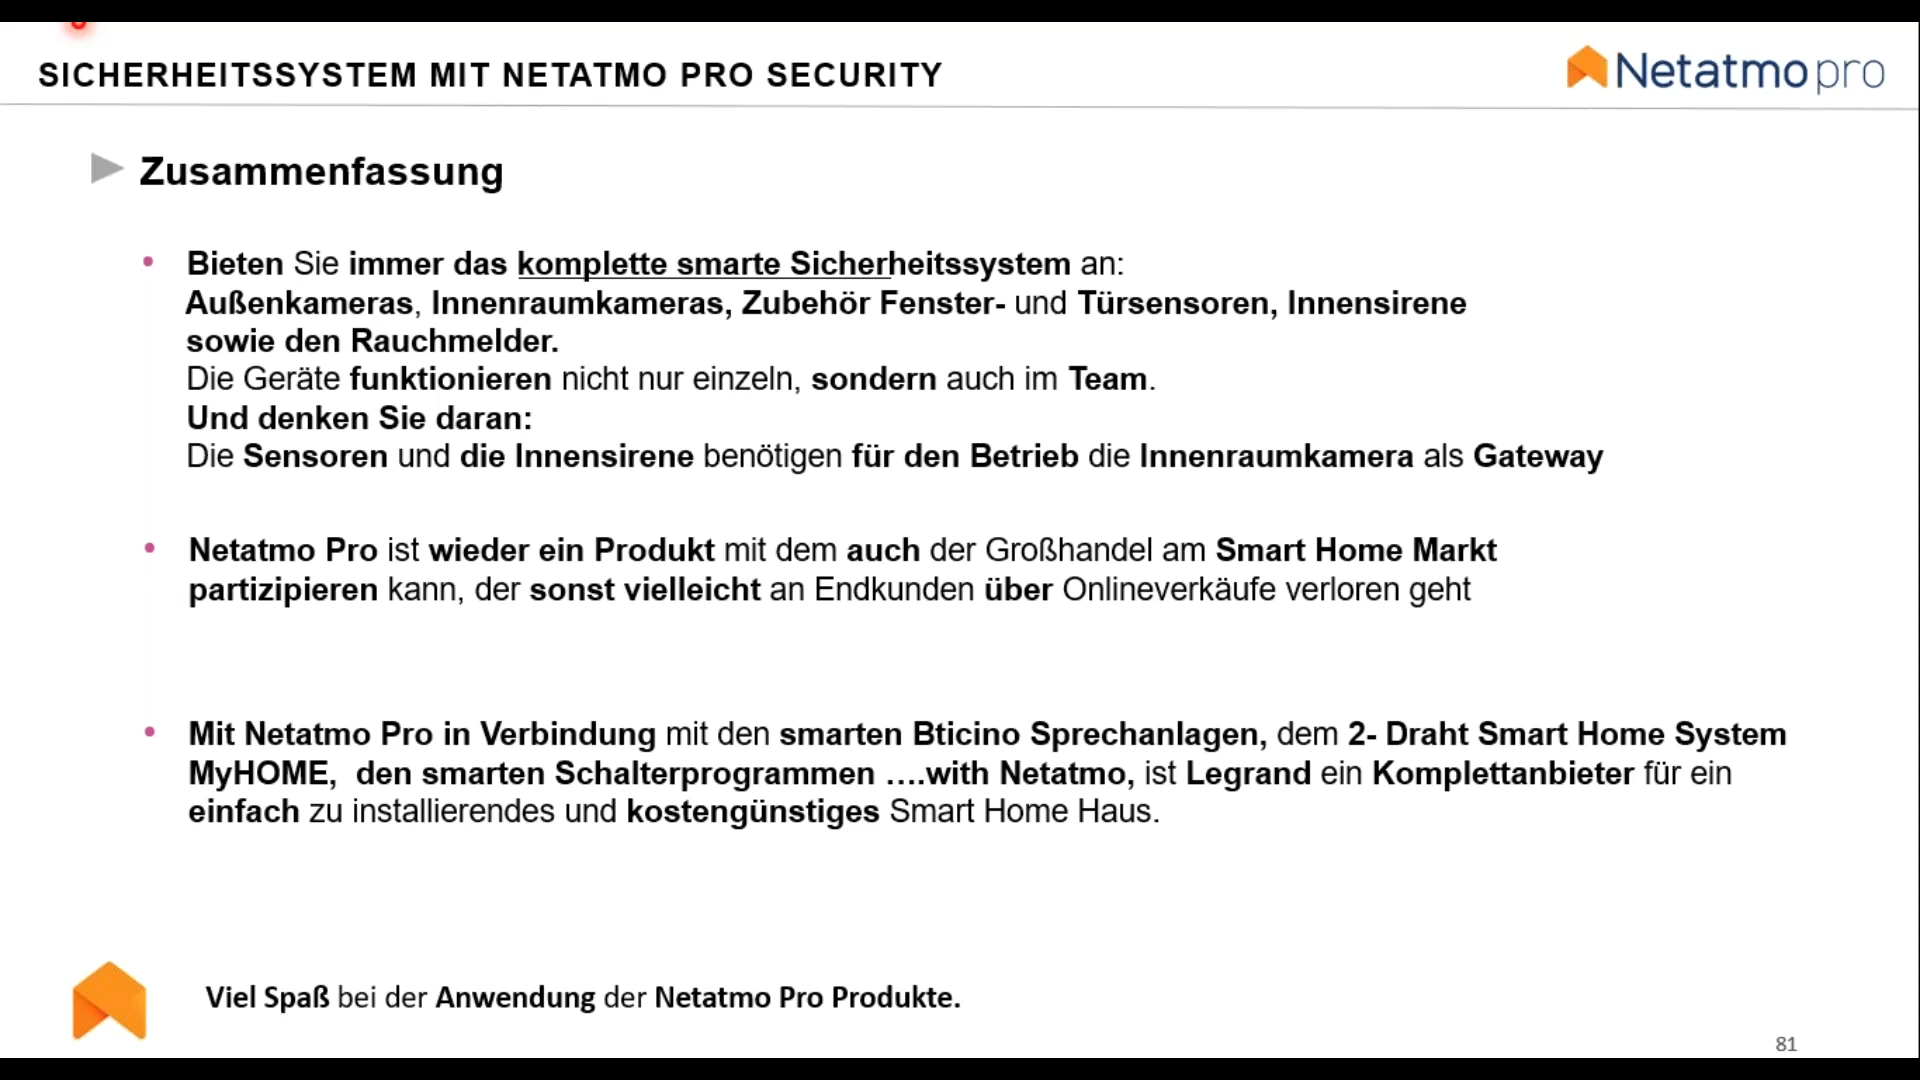 SICHERHEITSSYSTEM MIT NETATMO PRO SECURITY
Netatmo pro
Zusammenfassung
• Bieten Sie immer das komplette smarte Sicherheitssystem an:
Außenkameras, Innenraumkameras, Zubehör Fenster- und Türsensoren, Innensirene
sowie den Rauchmelder.
Die Geräte funktionieren nicht nur einzeln, sondern auch im Team.
Und denken Sie daran:
Die Sensoren und die Innensirene benötigen für den Betrieb die Innenraumkamera als Gateway
• Netatmo Pro ist wieder ein Produkt mit dem auch der Großhandel am Smart Home Markt
partizipieren kann, der sonst vielleicht an Endkunden über Onlineverkäufe verloren geht
• Mit Netatmo Pro in Verbindung mit den smarten Bticino Sprechanlagen, dem 2- Draht Smart Home System
MyHOME, den smarten Schalterprogrammen ….with Netatmo, ist Legrand ein Komplettanbieter für ein
einfach zu installierendes und kostengünstiges Smart Home Haus.
Viel Spaß bei der Anwendung der Netatmo Pro Produkte.
81